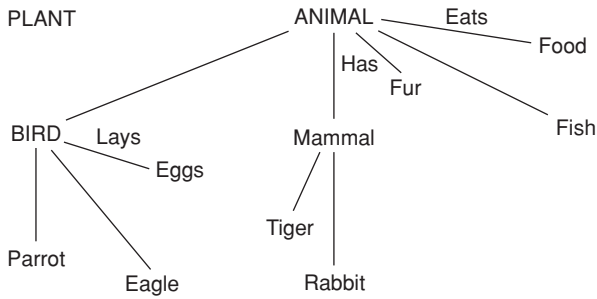 PLANT
ANIMAL
Eats
Food
Has
Fur
Fish
BIRD
Lays
Eggs
Mammal
Tiger
Parrot
Eagle
Rabbit